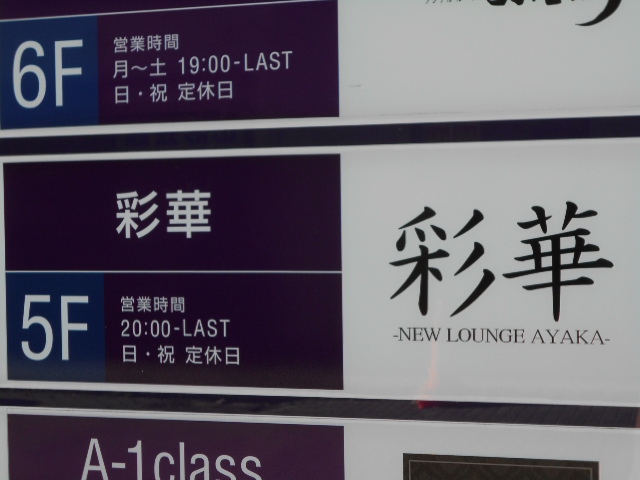 6F
営業時間
月〜土 19:00-LAST
日・祝 定休日
彩華
5F
営業時間
20:00-LAST
日・祝 定休日
彩華
-NEW LOUNGE AYAKA-
A-1class